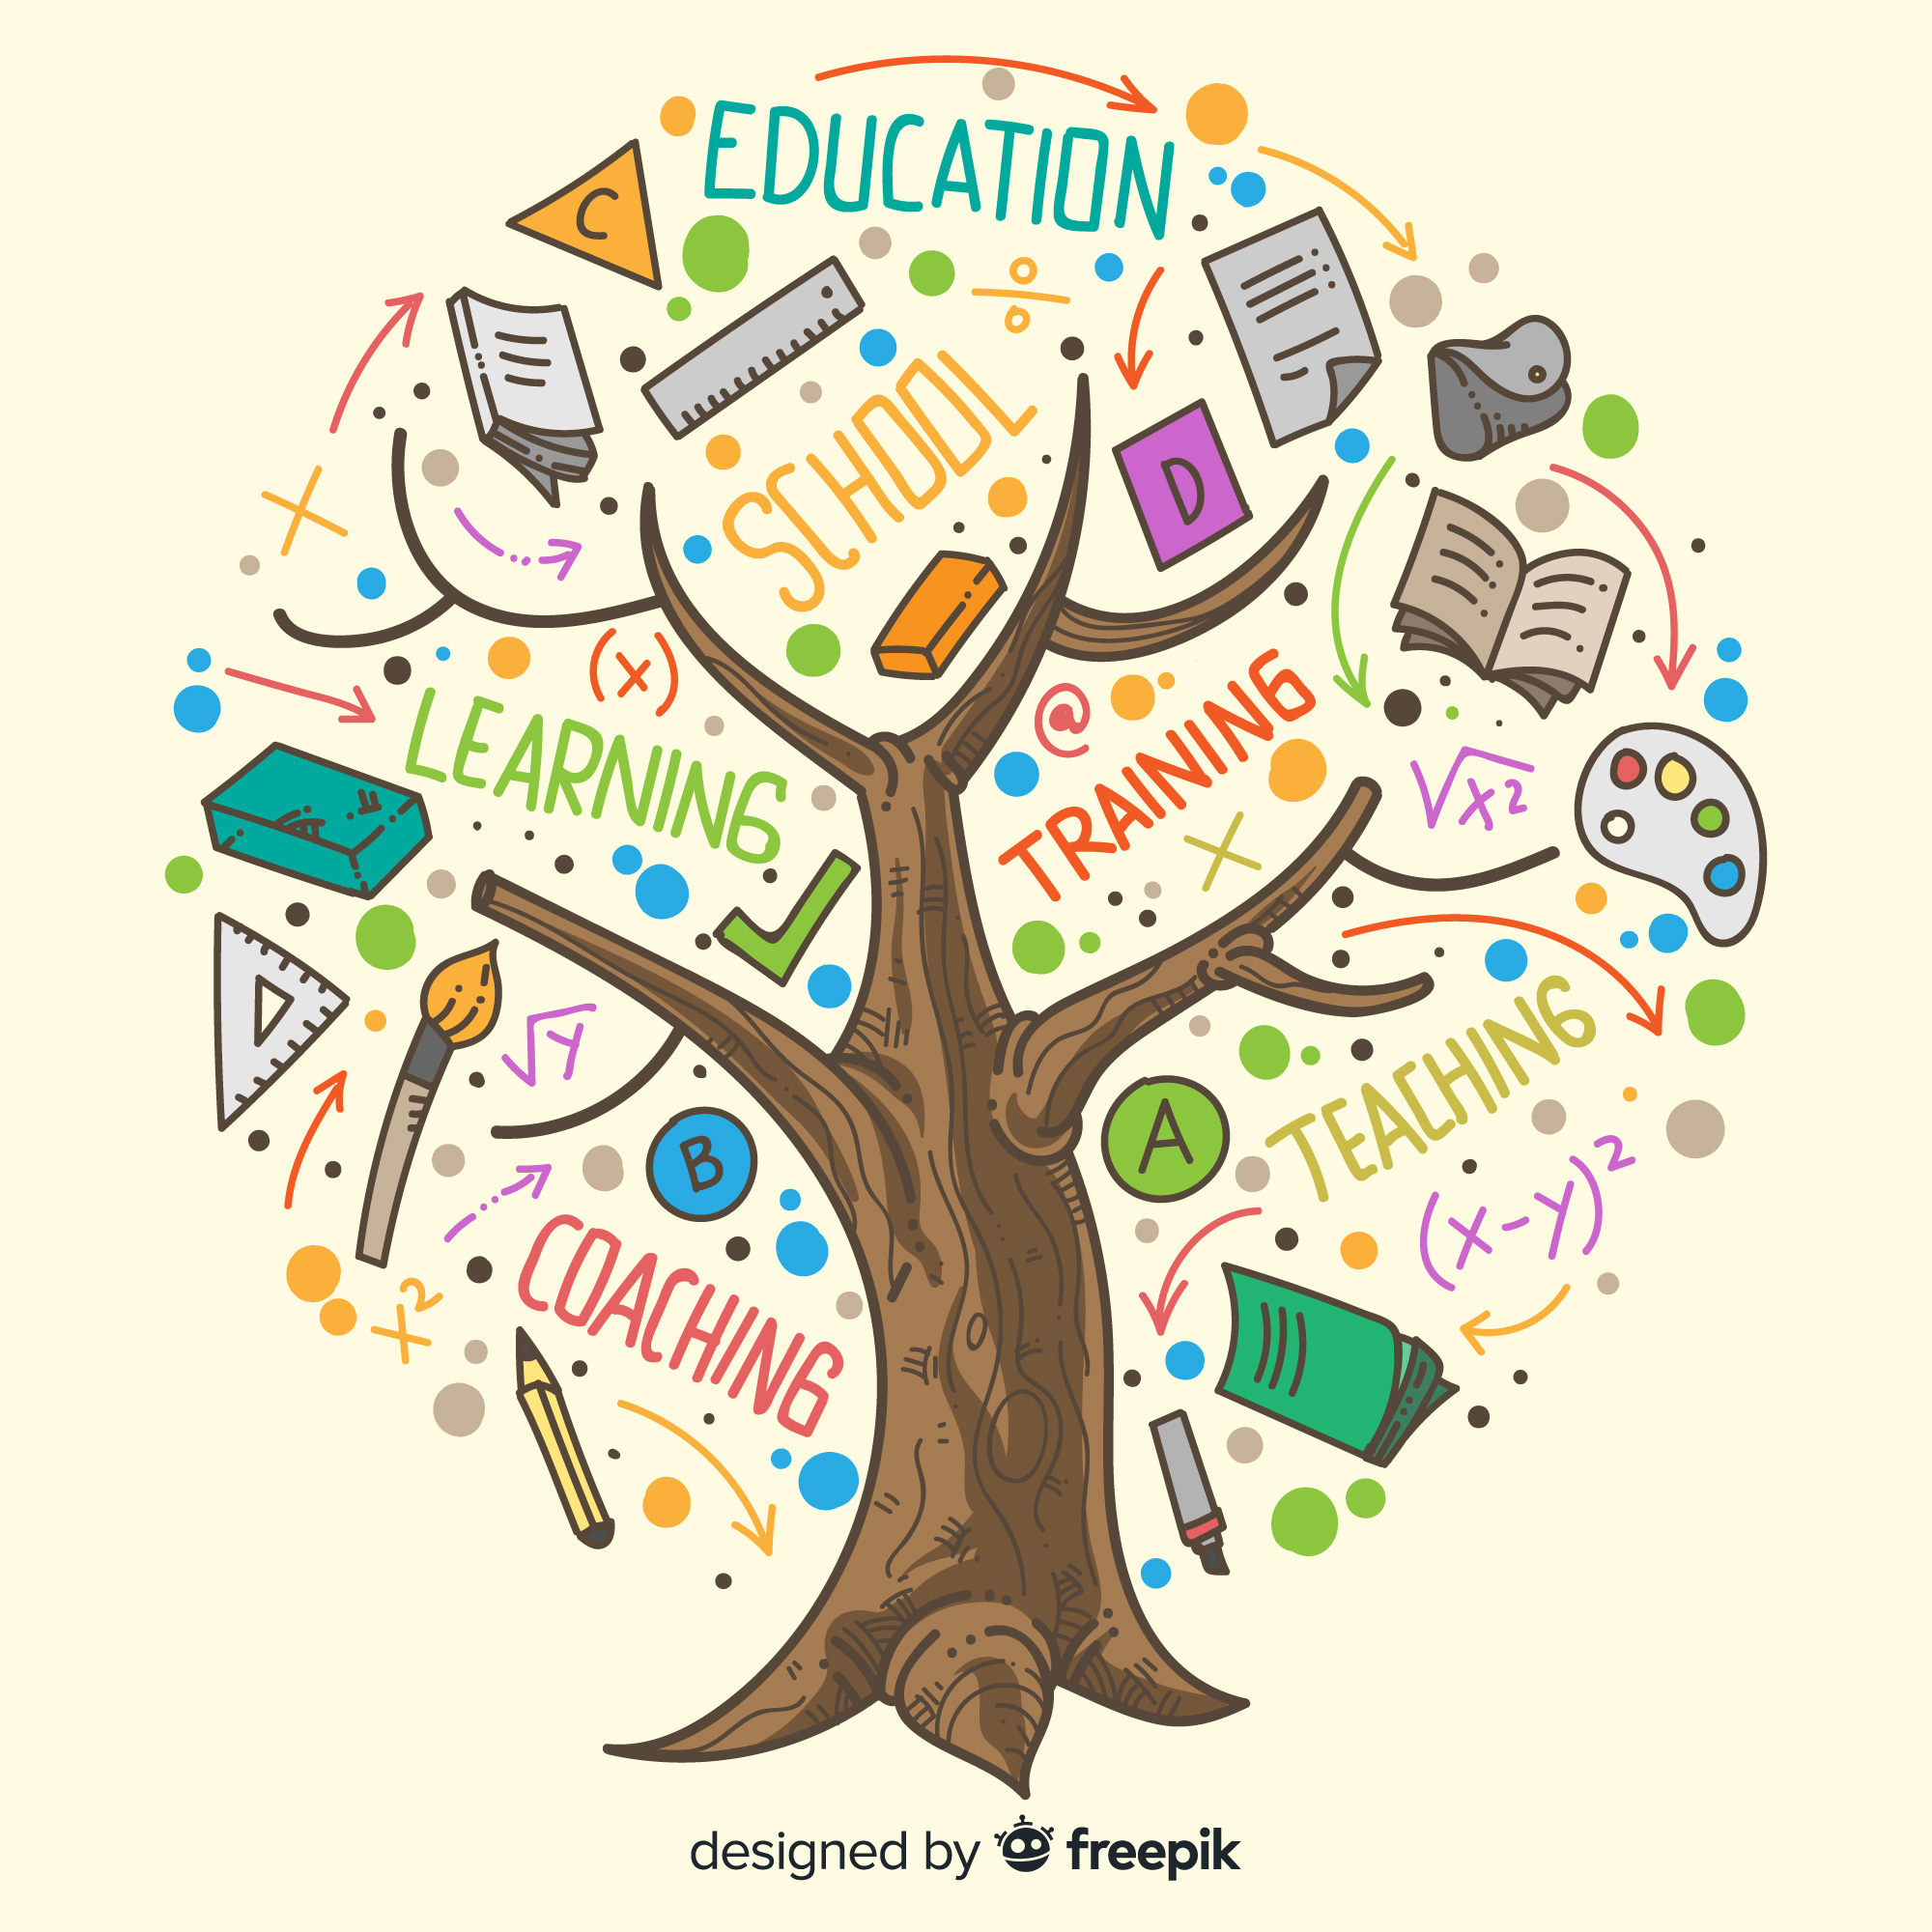 EDUCATION
C
SCHOOL
D
(x)
LEARNING
@
TRAINING
√x²
π
√y
B
A
TEACHING
(x-y)²
COACHING
x²
designed by freepik